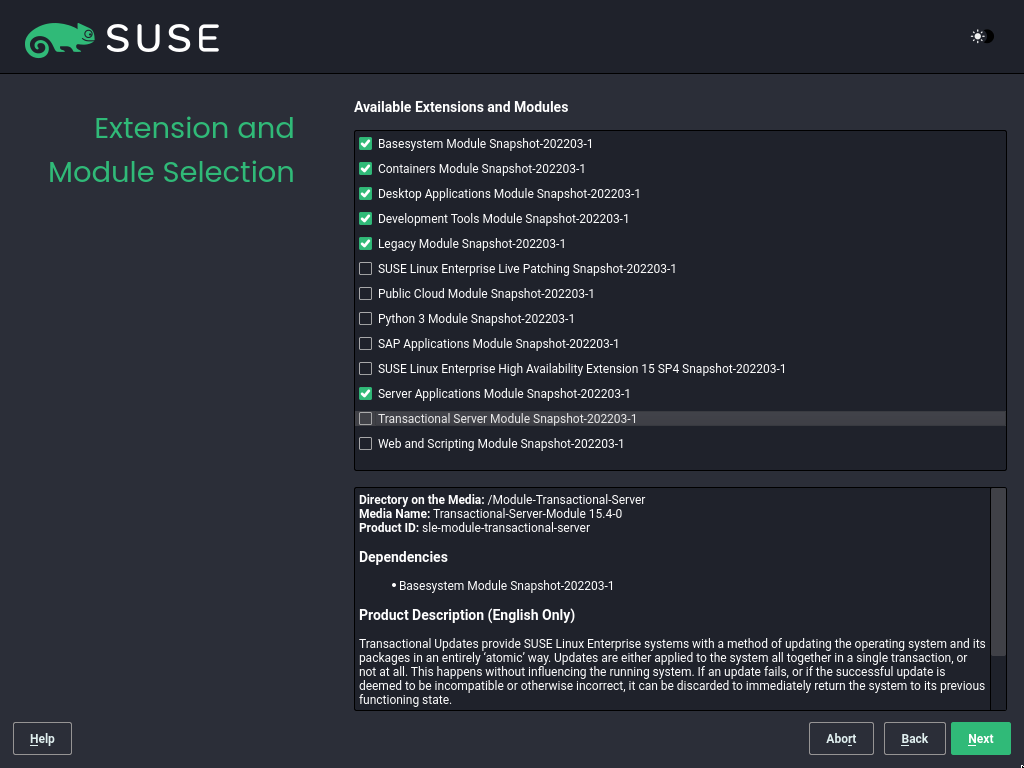 SUSE
Extension and
Module Selection
Available Extensions and Modules
Basesystem Module Snapshot-202203-1
Containers Module Snapshot-202203-1
Desktop Applications Module Snapshot-202203-1
Development Tools Module Snapshot-202203-1
Legacy Module Snapshot-202203-1
SUSE Linux Enterprise Live Patching Snapshot-202203-1
Public Cloud Module Snapshot-202203-1
Python 3 Module Snapshot-202203-1
SAP Applications Module Snapshot-202203-1
SUSE Linux Enterprise High Availability Extension 15 SP4 Snapshot-202203-1
Server Applications Module Snapshot-202203-1
Transactional Server Module Snapshot-202203-1
Web and Scripting Module Snapshot-202203-1
Directory on the Media: /Module-Transactional-Server
Media Name: Transactional-Server-Module 15.4-0
Product ID: sle-module-transactional-server
Dependencies
• Basesystem Module Snapshot-202203-1
Product Description (English Only)
Transactional Updates provide SUSE Linux Enterprise systems with a method of updating the operating system and its
packages in an entirely ‘atomic’ way. Updates are either applied to the system all together in a single transaction, or
not at all. This happens without influencing the running system. If an update fails, or if the successful update is
deemed to be incompatible or otherwise incorrect, it can be discarded to immediately return the system to its previous
functioning state.
Help
Abort
Back
Next